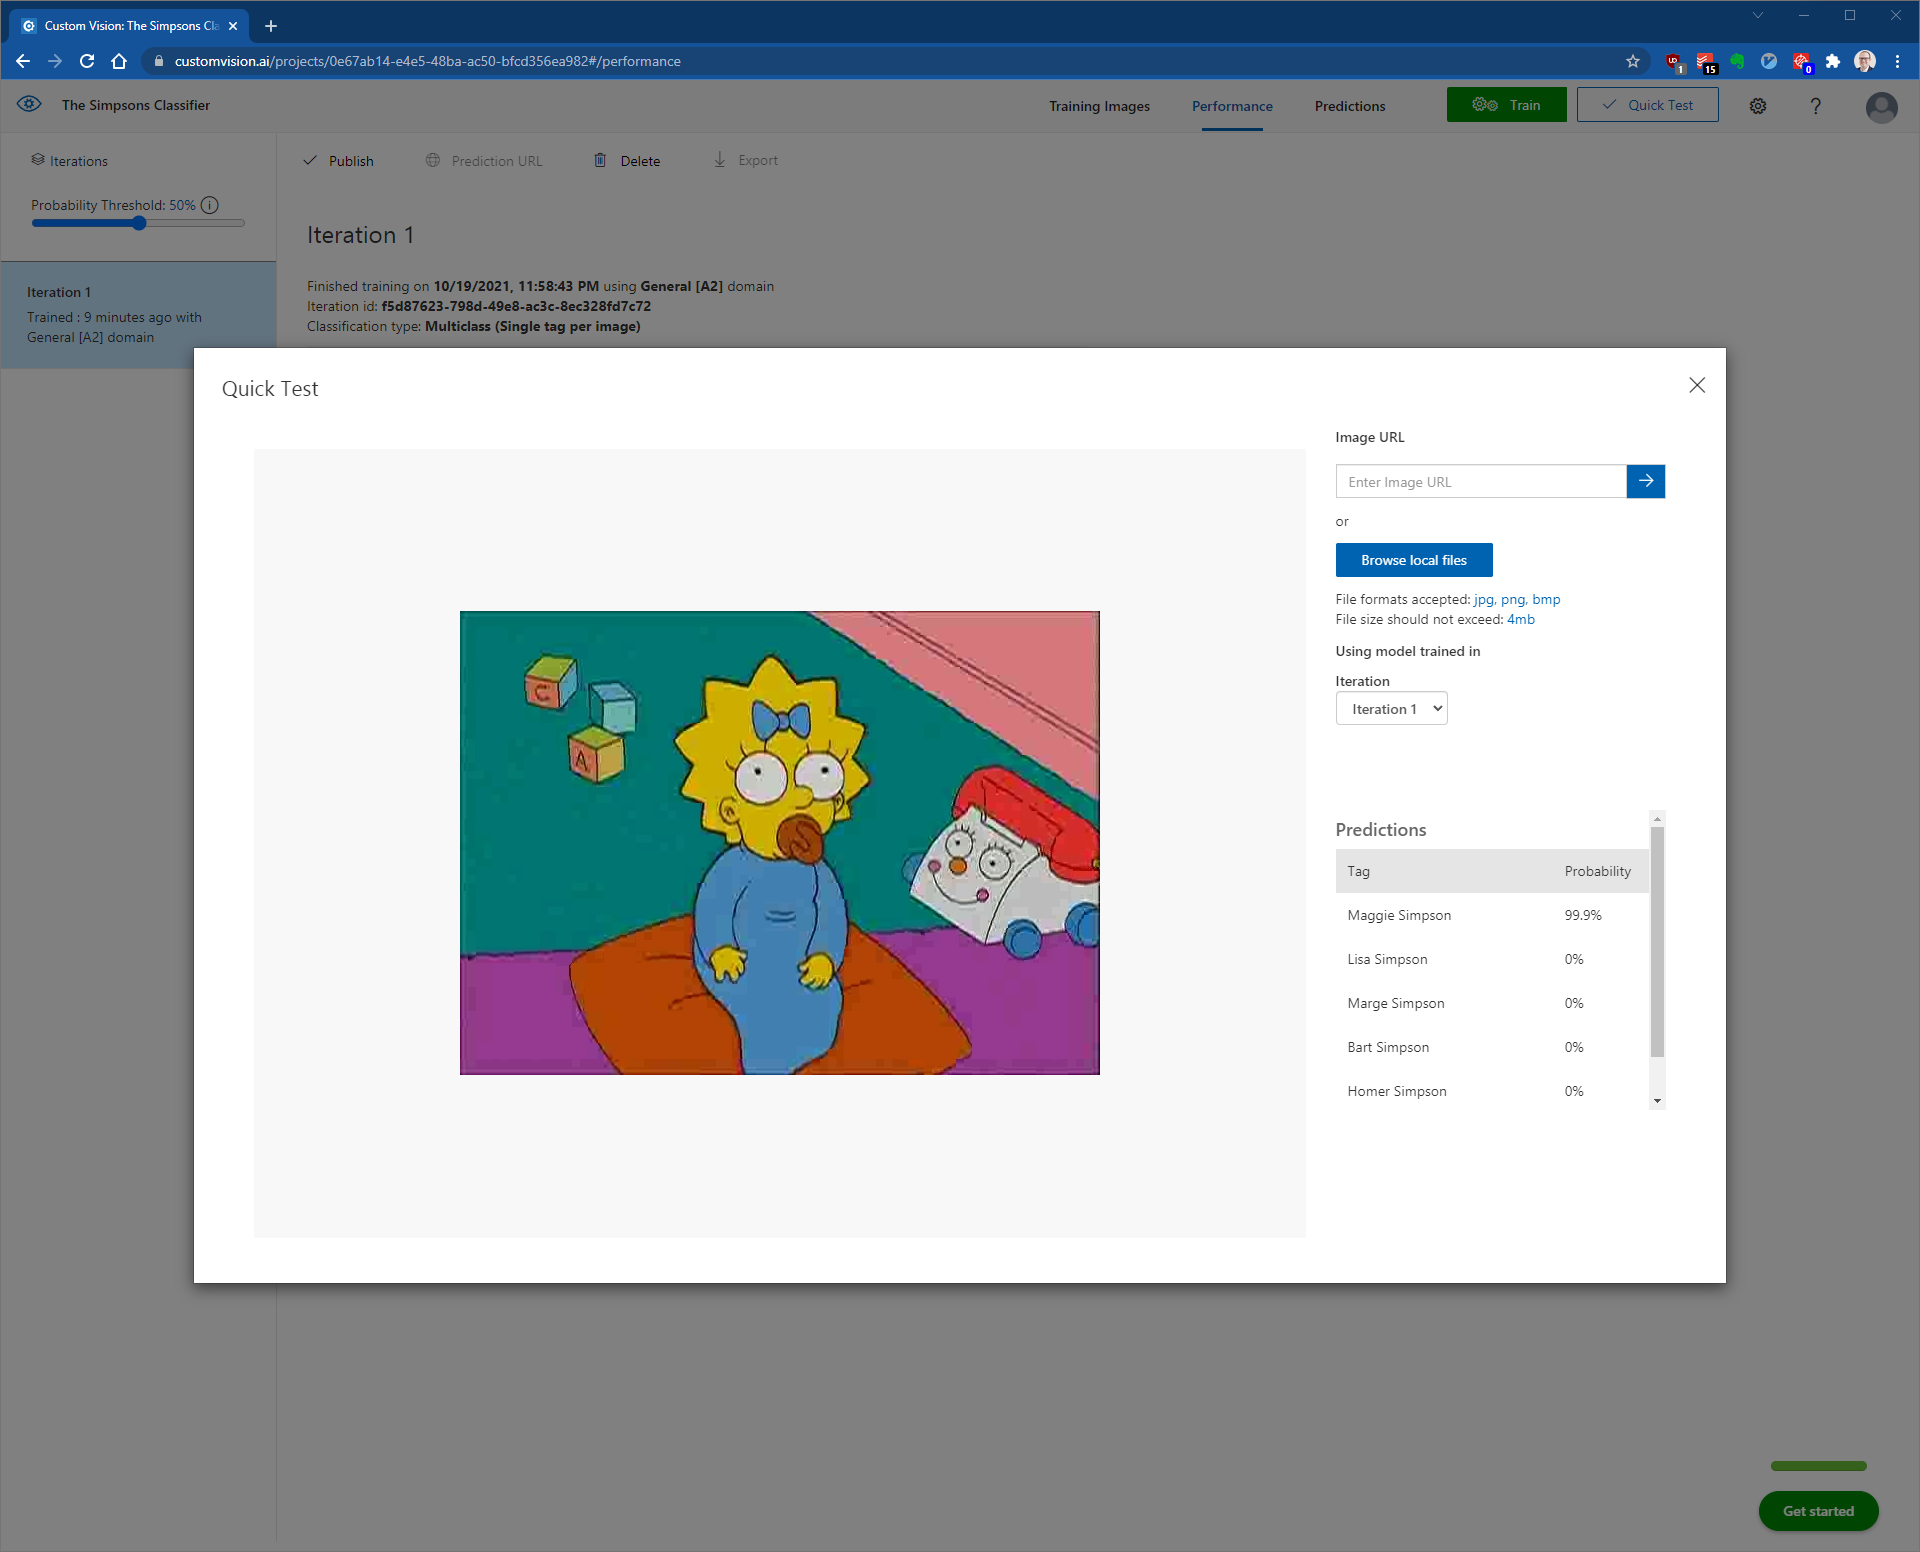 Custom Vision: The Simpsons Cla
customvision.ai/projects/0e67ab14-e4e5-48ba-ac50-bfcd356ea982#/performance
1
15
0
The Simpsons Classifier
Training Images
Performance
Predictions
Train
Quick Test
?
Iterations
Publish
Prediction URL
Delete
Export
Probability Threshold: 50%
Iteration 1
Finished training on 10/19/2021, 11:58:43 PM using General [A2] domain
Iteration id: f5d87623-798d-49e8-ac3c-8ec328fd7c72
Classification type: Multiclass (Single tag per image)
Iteration 1
Trained : 9 minutes ago with
General [A2] domain
Quick Test
C
A
Image URL
Enter Image URL
or
Browse local files
File formats accepted: jpg, png, bmp
File size should not exceed: 4mb
Using model trained in
Iteration
Iteration 1
Predictions
Tag Probability
Maggie Simpson 99.9%
Lisa Simpson 0%
Marge Simpson 0%
Bart Simpson 0%
Homer Simpson 0%
Get started